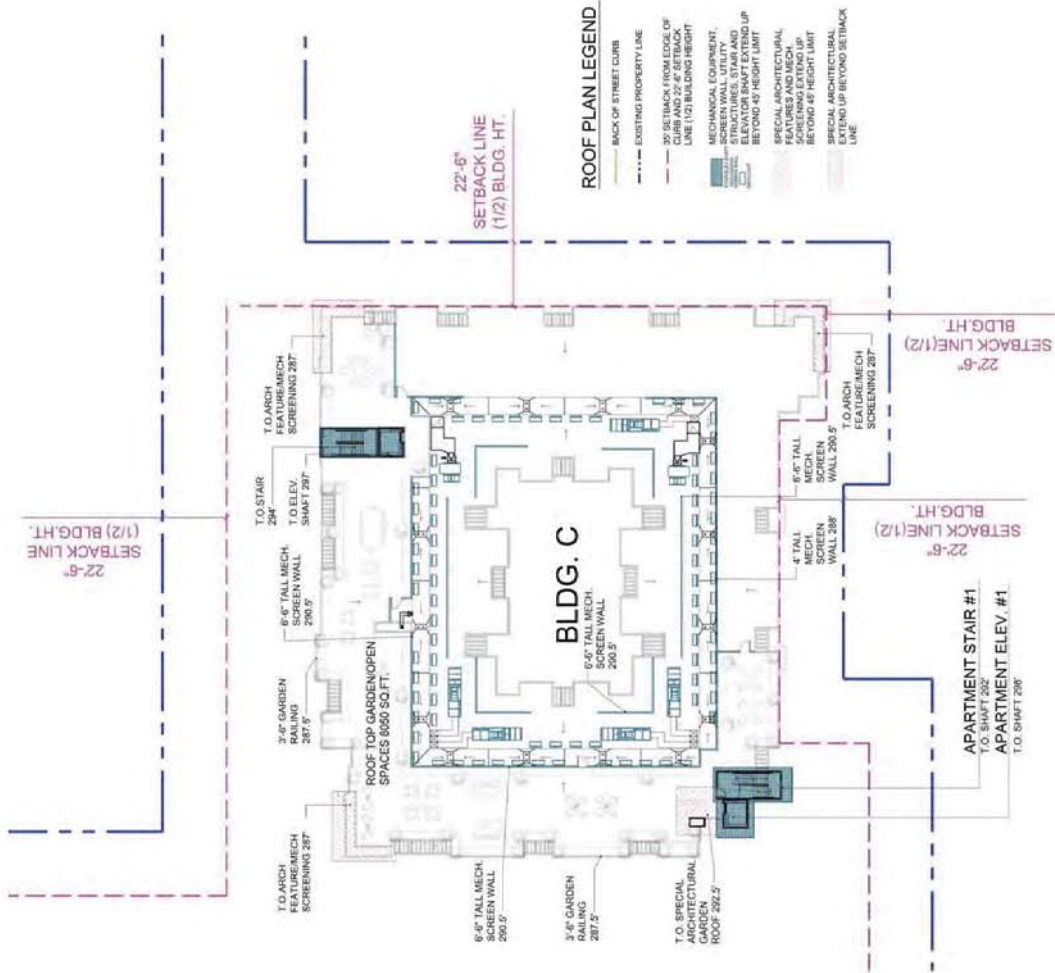 22'-6"
SETBACK LINE
(1/2) BLDG.HT.
22'-6"
SETBACK LINE
(1/2) BLDG. HT.
T.O.ARCH
FEATURE/MECH
SCREENING 287'
T.O.STAIR
294'
T.O.ELEV.
SHAFT 297'
6'-6" TALL MECH.
SCREEN WALL
290.5'
3'-6" GARDEN
RAILING
287.5'
ROOF TOP GARDEN/OPEN
SPACES 8050 SQ.FT.
T.O.ARCH
FEATURE/MECH
SCREENING 287'
BLDG. C
6'-6" TALL MECH.
SCREEN WALL
290.5'
6'-6" TALL MECH.
SCREEN WALL
290.5'
3'-6" GARDEN
RAILING
287.5'
T.O. SPECIAL
ARCHITECTURAL
GARDEN
ROOF 292.5'
4' TALL
MECH.
SCREEN
WALL 288'
6'-6" TALL
MECH.
SCREEN
WALL 290.5'
T.O.ARCH
FEATURE/MECH
SCREENING 287'
22'-6"
SETBACK LINE(1/2)
BLDG.HT.
22'-6"
SETBACK LINE(1/2)
BLDG.HT.
APARTMENT STAIR #1
T.O. SHAFT 292'
APARTMENT ELEV. #1
T.O. SHAFT 298'
ROOF PLAN LEGEND
BACK OF STREET CURB
EXISTING PROPERTY LINE
35' SETBACK FROM EDGE OF
CURB AND 22'-6" SETBACK
LINE (1/2) BUILDING HEIGHT
MECHANICAL EQUIPMENT,
SCREEN WALL, UTILITY
STRUCTURES, STAIR AND
ELEVATOR SHAFT EXTEND UP
BEYOND 45' HEIGHT LIMIT
SPECIAL ARCHITECTURAL
FEATURES AND MECH.
SCREENING EXTEND UP
BEYOND 45' HEIGHT LIMIT
SPECIAL ARCHITECTURAL
EXTEND UP BEYOND SETBACK
LINE